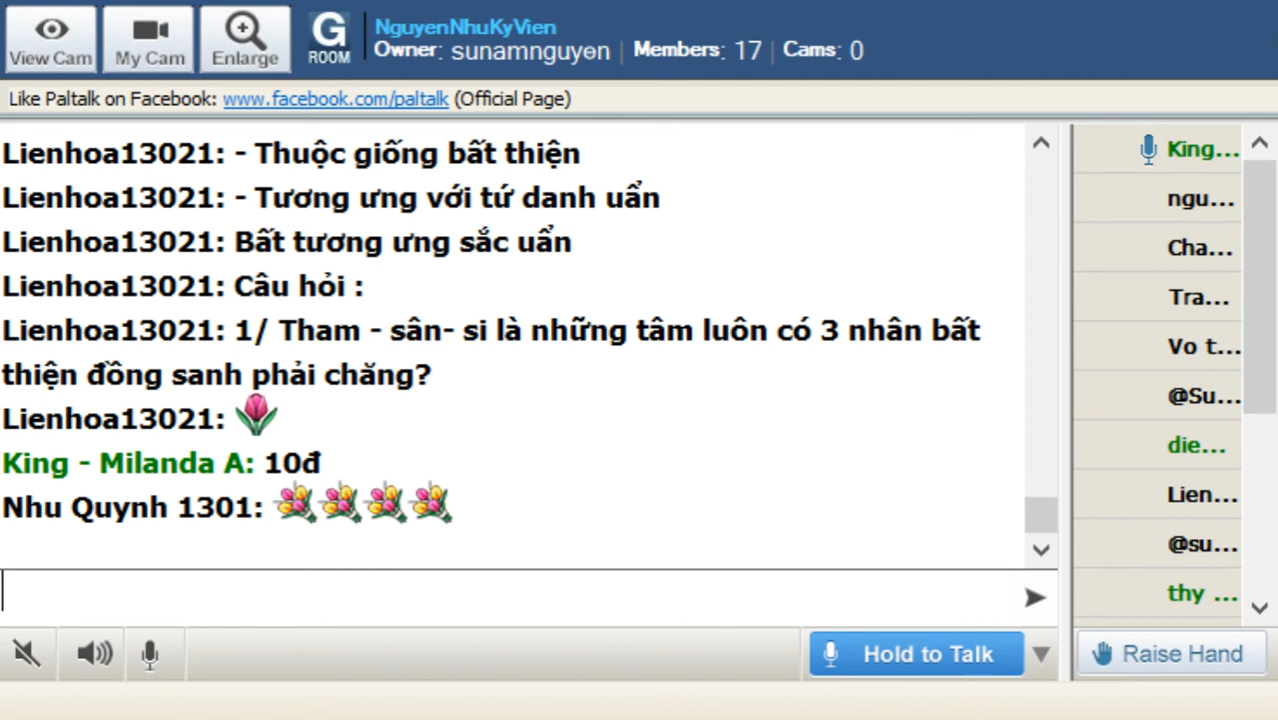 NguyenNhuKyVien
View Cam My Cam Enlarge G ROOM Owner: sunamnguyen | Members: 17 | Cams: 0
Like Paltalk on Facebook: www.facebook.com/paltalk (Official Page)
Lienhoa13021: - Thuộc giống bất thiện
Lienhoa13021: - Tương ưng với tứ danh uẩn
Lienhoa13021: Bất tương ưng sắc uẩn
Lienhoa13021: Câu hỏi :
Lienhoa13021: 1/ Tham - sân- si là những tâm luôn có 3 nhân bất
thiện đồng sanh phải chăng?
Lienhoa13021:
King - Milanda A: 10đ
Nhu Quynh 1301:
King...
ngu...
Cha...
Tra...
Vo t...
@Su...
die...
Lien...
@su...
thy ...
Hold to Talk
Raise Hand